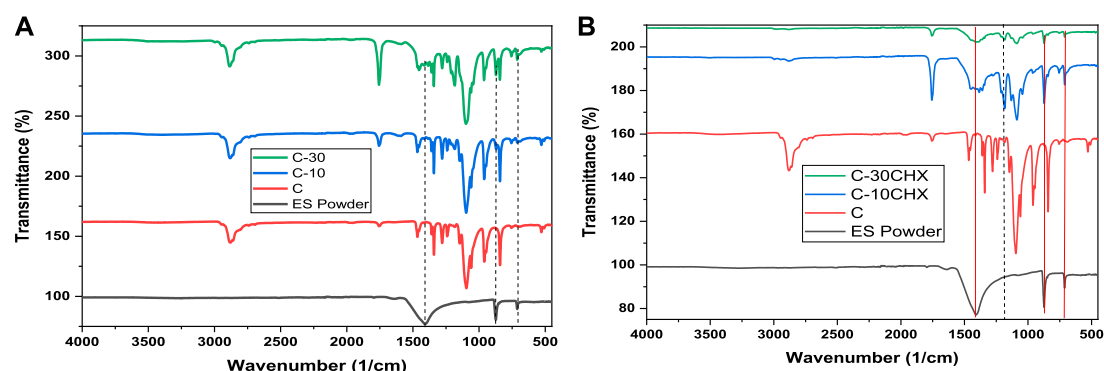 A
Transmittance (%)
300
250
200
150
100
C-30
C-10
C
ES Powder
4000
3500
3000
2500
2000
1500
1000
500
Wavenumber (1/cm)
B
Transmittance (%)
210
200
180
160
140
120
100
80
C-30CHX
C-10CHX
C
ES Powder
4000
3500
3000
2500
2000
1500
1000
500
Wavenumber (1/cm)